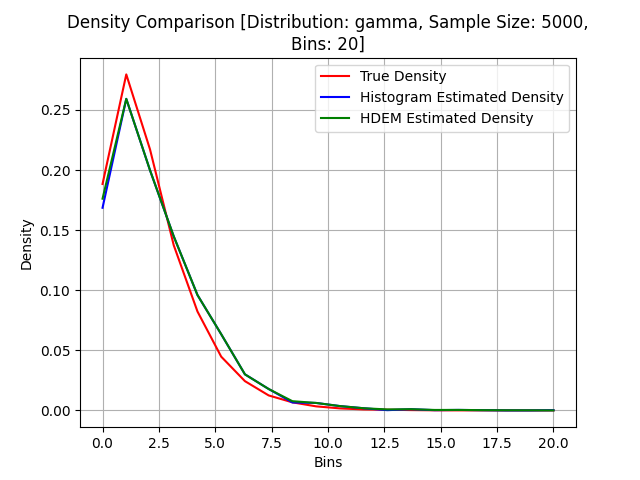 Density Comparison [Distribution: gamma, Sample Size: 5000,
Bins: 20]
True Density
Histogram Estimated Density
HDEM Estimated Density
Density
0.25
0.20
0.15
0.10
0.05
0.00
0.0 2.5 5.0 7.5 10.0 12.5 15.0 17.5 20.0
Bins